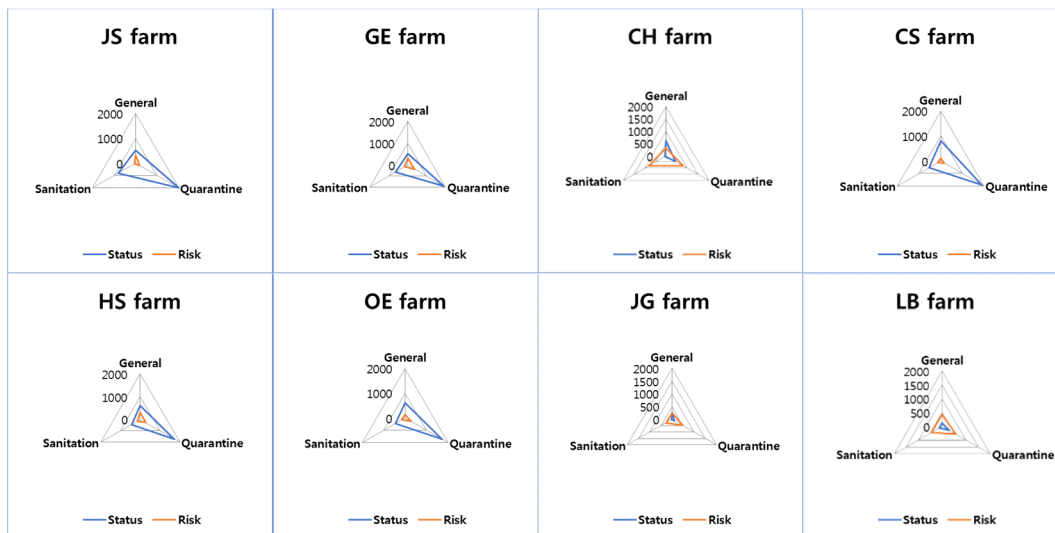 JS farm
General
2000
1000
0
Sanitation
Quarantine
Status
Risk
GE farm
General
2000
1000
0
Sanitation
Quarantine
Status
Risk
CH farm
General
2000
1500
1000
500
0
Sanitation
Quarantine
Status
Risk
CS farm
General
2000
1000
0
Sanitation
Quarantine
Status
Risk
HS farm
General
2000
1000
0
Sanitation
Quarantine
Status
Risk
OE farm
General
2000
1000
0
Sanitation
Quarantine
Status
Risk
JG farm
General
2000
1500
1000
500
0
Sanitation
Quarantine
Status
Risk
LB farm
General
2000
1500
1000
500
0
Sanitation
Quarantine
Status
Risk